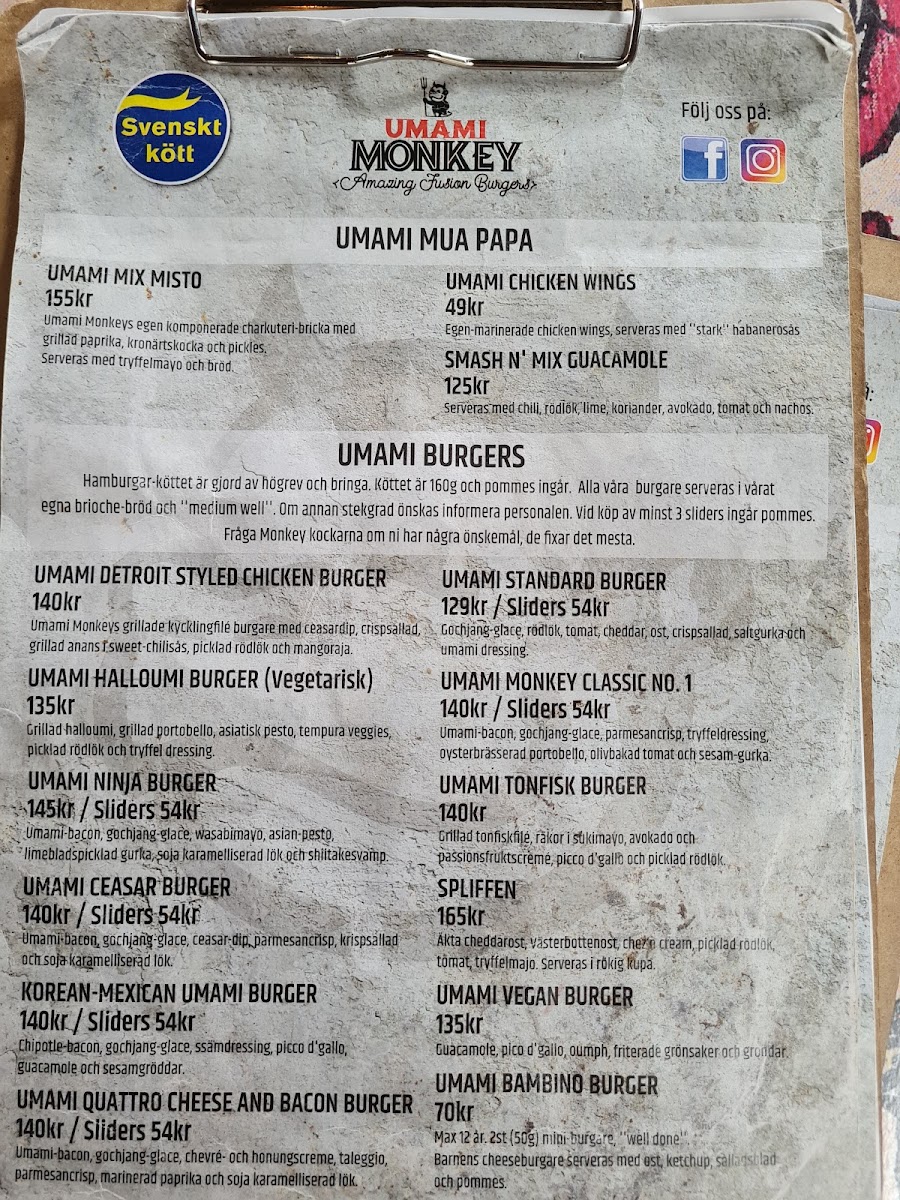 Svenskt
kött
UMAMI
MONKEY
Amazing Fusion Burgers
Följ oss på:
UMAMI MUA PAPA
UMAMI MIX MISTO
155kr
Umami Monkeys egen komponerade charkuteri-bricka med
grillad paprika, kronärtskocka och pickles.
Serveras med tryffelmayo och bröd.
UMAMI CHICKEN WINGS
49kr
Egen-marinerade chicken wings, serveras med "stark" habanerosås
SMASH N' MIX GUACAMOLE
125kr
Serveras med chili, rödlök, lime, koriander, avokado, tomat och nachos.
UMAMI BURGERS
Hamburgar-köttet är gjord av högrev och bringa. Köttet är 160g och pommes ingår. Alla våra burgare serveras i vårat
egna brioche-bröd och "medium well". Om annan stekgrad önskas informera personalen. Vid köp av minst 3 sliders ingår pommes.
Fråga Monkey kockarna om ni har några önskemål, de fixar det mesta.
UMAMI DETROIT STYLED CHICKEN BURGER
140kr
Umami Monkeys grillade kycklingfilé burgare med ceasardip, crispsallad,
grillad anans i sweet-chilisås, picklad rödlök och mangoraja.
UMAMI HALLOUMI BURGER (Vegetarisk)
135kr
Grillad halloumi, grillad portobello, asiatisk pesto, tempura veggies,
picklad rödlök och tryffel dressing.
UMAMI NINJA BURGER
145kr / Sliders 54kr
Umami-bacon, gochjang-glace, wasabimayo, asian-pesto,
limebladspicklad gurka, soja karamelliserad lök och shiitakesvamp.
UMAMI CEASAR BURGER
140kr / Sliders 54kr
Umami-bacon, gochjang-glace, ceasar-dip, parmesancrisp, krispsallad
och soja karamelliserad lök.
KOREAN-MEXICAN UMAMI BURGER
140kr / Sliders 54kr
Chipotle-bacon, gochjang-glace, ssämdressing, picco d'gallo,
guacamole och sesamgroddar.
UMAMI QUATTRO CHEESE AND BACON BURGER
140kr / Sliders 54kr
Umami-bacon, gochjang-glace, chevré- och honungscreme, taleggio,
parmesancrisp, marinerad paprika och soja karamelliserad lök.
UMAMI STANDARD BURGER
129kr / Sliders 54kr
Gochjang-glace, rödlök, tomat, cheddar, ost, crispsallad, saltgurka och
umami dressing.
UMAMI MONKEY CLASSIC NO. 1
140kr / Sliders 54kr
Umami-bacon, gochjang-glace, parmesancrisp, tryffeldressing,
oysterbrässerad portobello, olivbakad tomat och sesam-gurka.
UMAMI TONFISK BURGER
140kr
Grillad tonfiskfilé, räkor i sukimayo, avokado och
passionsfruktscreme, picco d'gallo och picklad rödlök.
SPLIFFEN
165kr
Äkta cheddarost, västerbottenost, chez'n cream, picklad rödlök,
tomat, tryffelmajo. Serveras i rökig kupa.
UMAMI VEGAN BURGER
135kr
Guacamole, pico d'gallo, oumph, friterade grönsaker och groddar.
UMAMI BAMBINO BURGER
70kr
Max 12 år. 2st (50g) mini-burgare, "well done".
Barnens cheeseburgare serveras med ost, ketchup, salladsblad
och pommes.